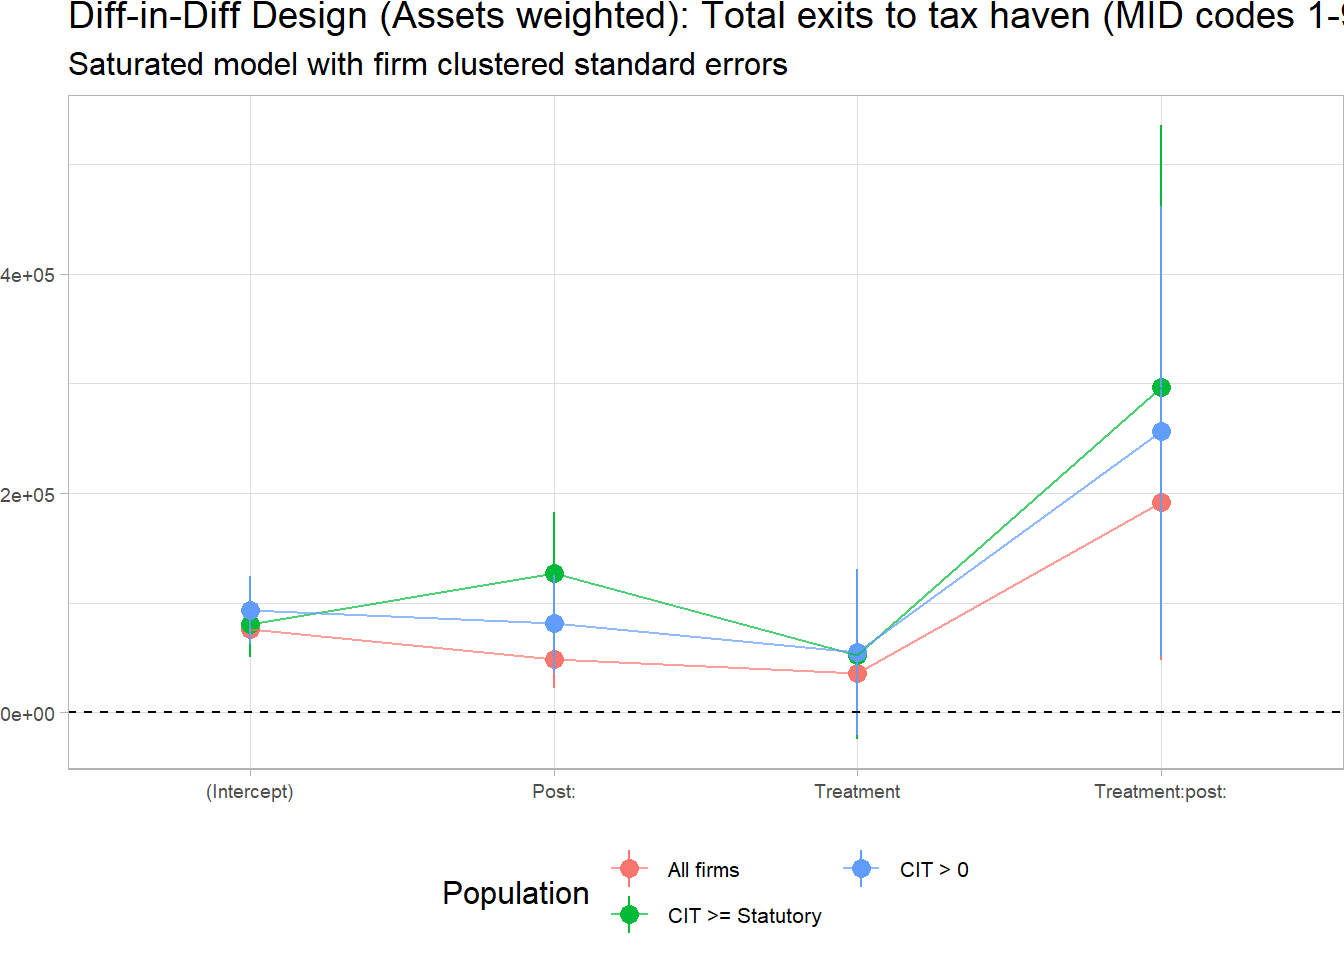 Diff-in-Diff Design (Assets weighted): Total exits to tax haven (MID codes 1-9
Saturated model with firm clustered standard errors
4e+05
2e+05
0e+00
(Intercept) Post: Treatment Treatment:post:
Population
All firms CIT > 0
CIT >= Statutory